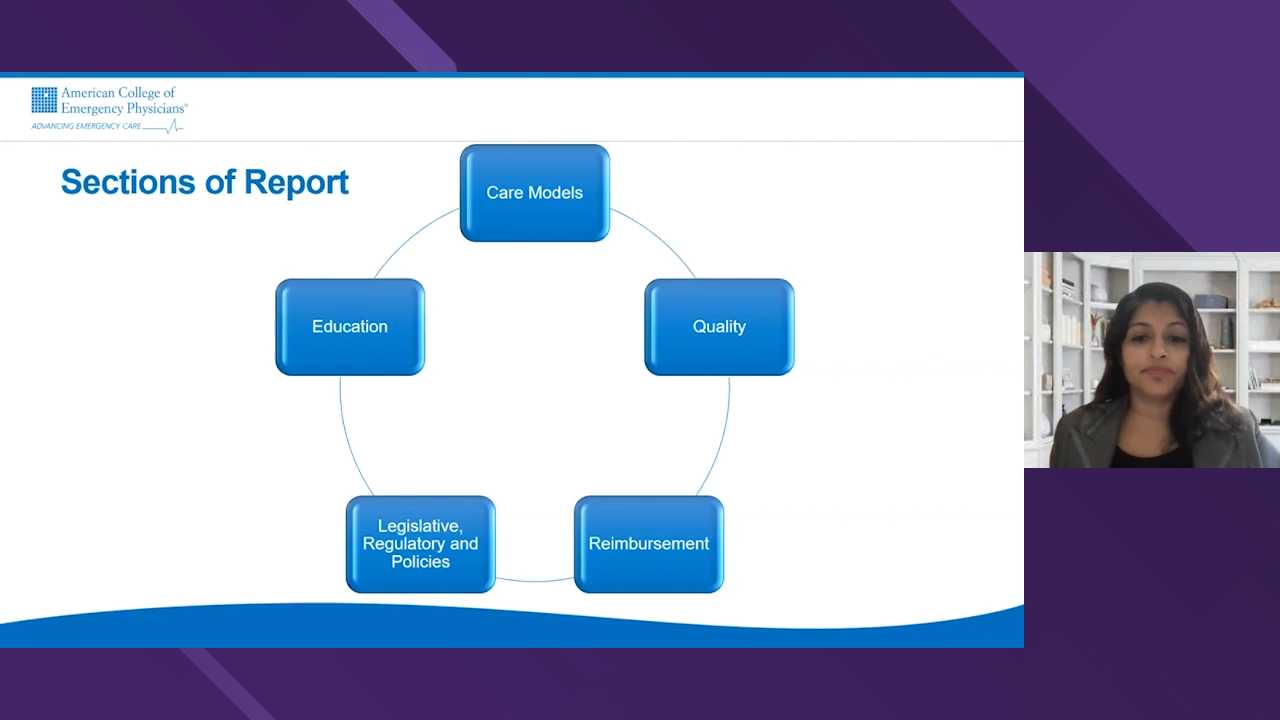 American College of
Emergency Physicians®
ADVANCING EMERGENCY CARE
Sections of Report
Care Models
Education
Quality
Legislative,
Regulatory and
Policies
Reimbursement